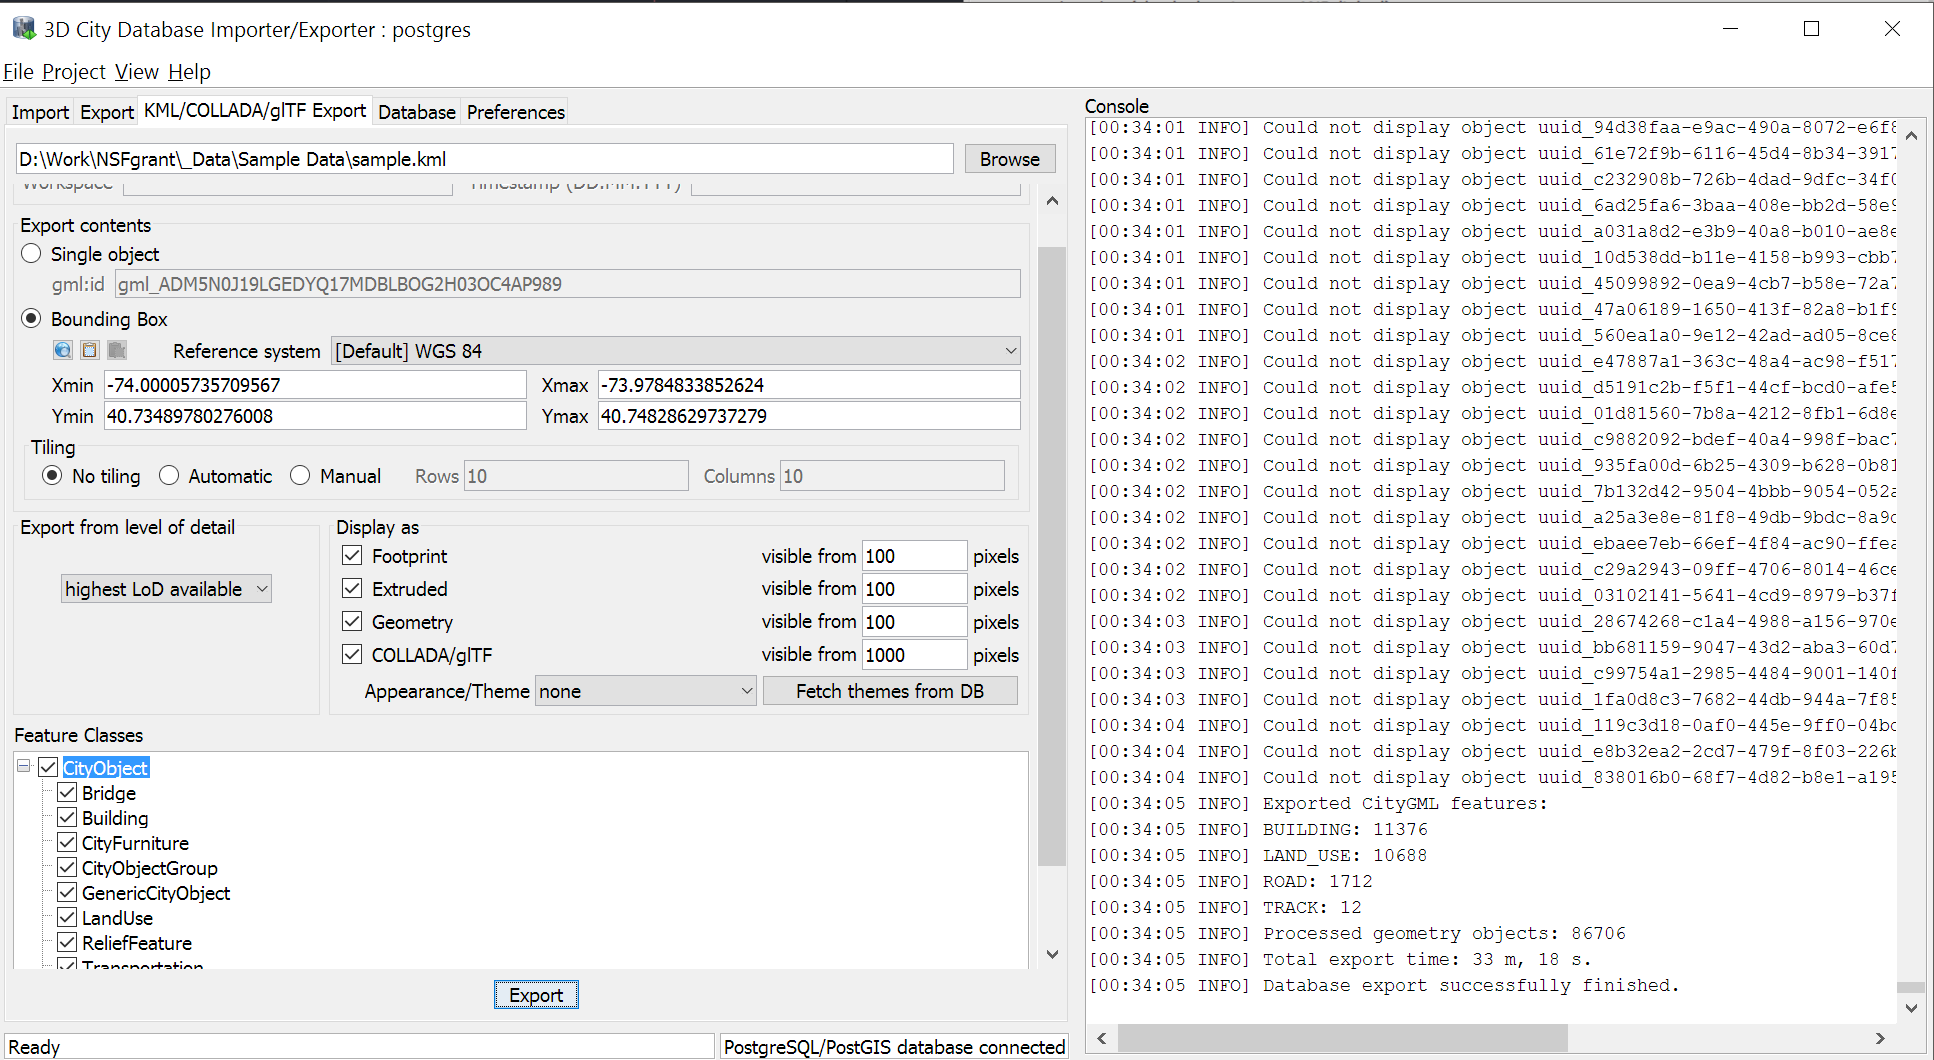 3D City Database Importer/Exporter : postgres
File Project View Help
Import Export KML/COLLADA/glTF Export Database Preferences
D:\Work\NSFgrant\_Data\Sample Data\sample.kml Browse
Workspace Timestamp (DD.MM.YYYY)
Export contents
Single object
gml:id gml_ADM5N0J19LGEDYQ17MDBLBOG2H03OC4AP989
Bounding Box
Reference system [Default] WGS 84
Xmin -74.00005735709567 Xmax -73.9784833852624
Ymin 40.73489780276008 Ymax 40.74828629737279
Tiling
No tiling Automatic Manual Rows 10 Columns 10
Export from level of detail
highest LoD available
Display as
Footprint visible from 100 pixels
Extruded visible from 100 pixels
Geometry visible from 100 pixels
COLLADA/glTF visible from 1000 pixels
Appearance/Theme none Fetch themes from DB
Feature Classes
CityObject
Bridge
Building
CityFurniture
CityObjectGroup
GenericCityObject
LandUse
ReliefFeature
Transportation
Export
Ready PostgreSQL/PostGIS database connected
Console
[00:34:01 INFO] Could not display object uuid_94d38faa-e9ac-490a-8072-e6f8
[00:34:01 INFO] Could not display object uuid_61e72f9b-6116-45d4-8b34-3917
[00:34:01 INFO] Could not display object uuid_c232908b-726b-4dad-9dfc-34f0
[00:34:01 INFO] Could not display object uuid_6ad25fa6-3baa-408e-bb2d-58e9
[00:34:01 INFO] Could not display object uuid_a031a8d2-e3b9-40a8-b010-ae8e
[00:34:01 INFO] Could not display object uuid_10d538dd-b11e-4158-b993-cbb7
[00:34:01 INFO] Could not display object uuid_45099892-0ea9-4cb7-b58e-72a7
[00:34:01 INFO] Could not display object uuid_47a06189-1650-413f-82a8-b1f9
[00:34:01 INFO] Could not display object uuid_560ea1a0-9e12-42ad-ad05-8ce8
[00:34:02 INFO] Could not display object uuid_e47887a1-363c-48a4-ac98-f517
[00:34:02 INFO] Could not display object uuid_d5191c2b-f5f1-44cf-bcd0-afe5
[00:34:02 INFO] Could not display object uuid_01d81560-7b8a-4212-8fb1-6d8e
[00:34:02 INFO] Could not display object uuid_c9882092-bdef-40a4-998f-bac7
[00:34:02 INFO] Could not display object uuid_935fa00d-6b25-4309-b628-0b81
[00:34:02 INFO] Could not display object uuid_7b132d42-9504-4bbb-9054-052a
[00:34:02 INFO] Could not display object uuid_a25a3e8e-81f8-49db-9bdc-8a9c
[00:34:02 INFO] Could not display object uuid_ebaee7eb-66ef-4f84-ac90-ffea
[00:34:02 INFO] Could not display object uuid_c29a2943-09ff-4706-8014-46ce
[00:34:02 INFO] Could not display object uuid_03102141-5641-4cd9-8979-b37f
[00:34:03 INFO] Could not display object uuid_28674268-c1a4-4988-a156-970e
[00:34:03 INFO] Could not display object uuid_bb681159-9047-43d2-aba3-60d7
[00:34:03 INFO] Could not display object uuid_c99754a1-2985-4484-9001-140f
[00:34:03 INFO] Could not display object uuid_1fa0d8c3-7682-44db-944a-7f85
[00:34:04 INFO] Could not display object uuid_119c3d18-0af0-445e-9ff0-04bc
[00:34:04 INFO] Could not display object uuid_e8b32ea2-2cd7-479f-8f03-226b
[00:34:04 INFO] Could not display object uuid_838016b0-68f7-4d82-b8e1-a195
[00:34:05 INFO] Exported CityGML features:
[00:34:05 INFO] BUILDING: 11376
[00:34:05 INFO] LAND_USE: 10688
[00:34:05 INFO] ROAD: 1712
[00:34:05 INFO] TRACK: 12
[00:34:05 INFO] Processed geometry objects: 86706
[00:34:05 INFO] Total export time: 33 m, 18 s.
[00:34:05 INFO] Database export successfully finished.